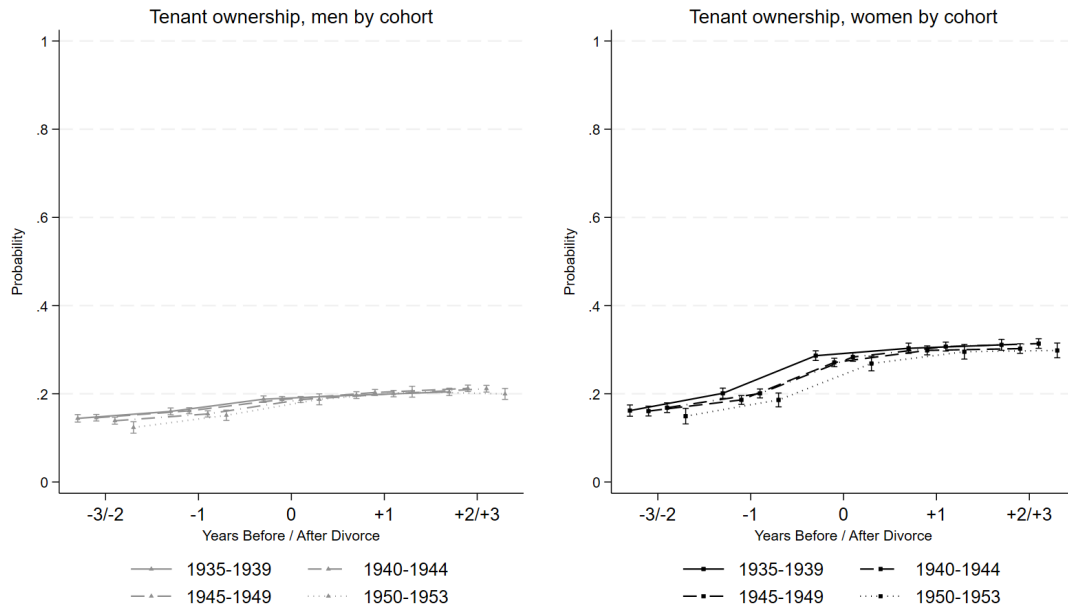 Tenant ownership, men by cohort
1
.8
.6
.4
.2
0
Probability
-3/-2 -1 0 +1 +2/+3
Years Before / After Divorce
1935-1939 1940-1944
1945-1949 1950-1953
Tenant ownership, women by cohort
1
.8
.6
.4
.2
0
Probability
-3/-2 -1 0 +1 +2/+3
Years Before / After Divorce
1935-1939 1940-1944
1945-1949 1950-1953